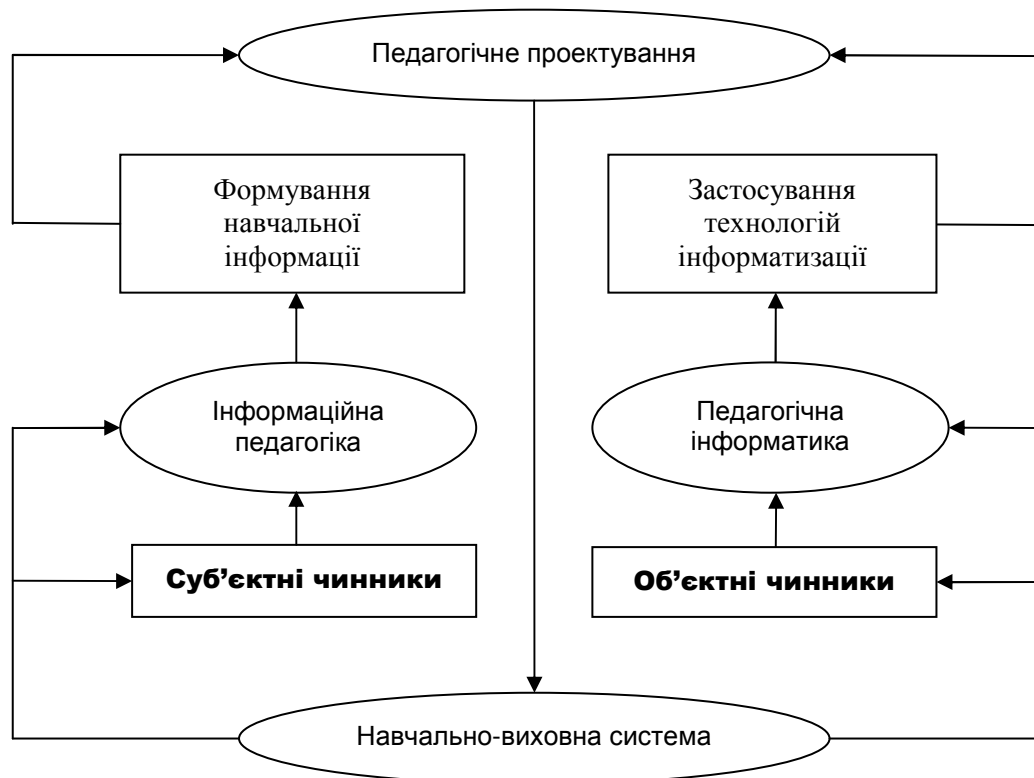 Педагогічне проектування
Формування
навчальної
інформації
Застосування
технологій
інформатизації
Інформаційна
педагогіка
Педагогічна
інформатика
Суб’єктні чинники
Об’єктні чинники
Навчально-виховна система